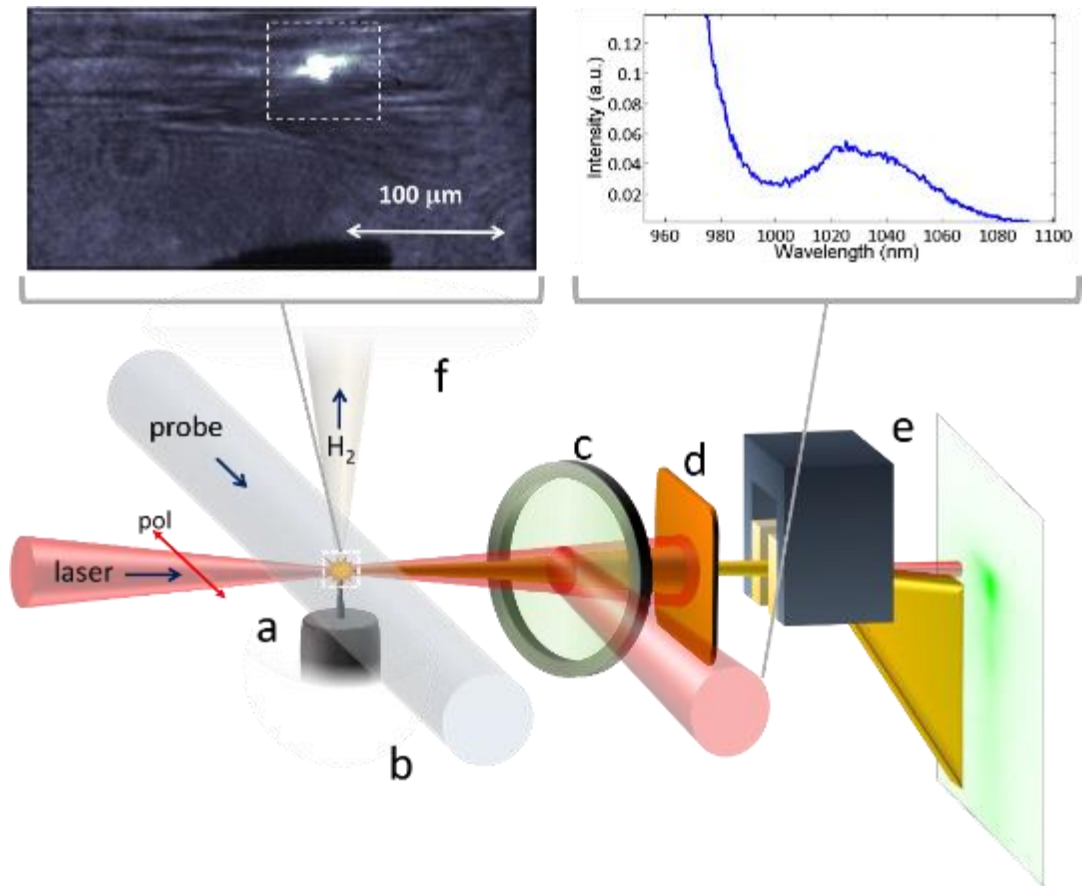 100 μm
Intensity (a.u.)
0.12
0.1
0.08
0.06
0.04
0.02
960 980 1000 1020 1040 1060 1080 1100
Wavelength (nm)
f
probe
H2
c
d
e
pol
laser
a
b